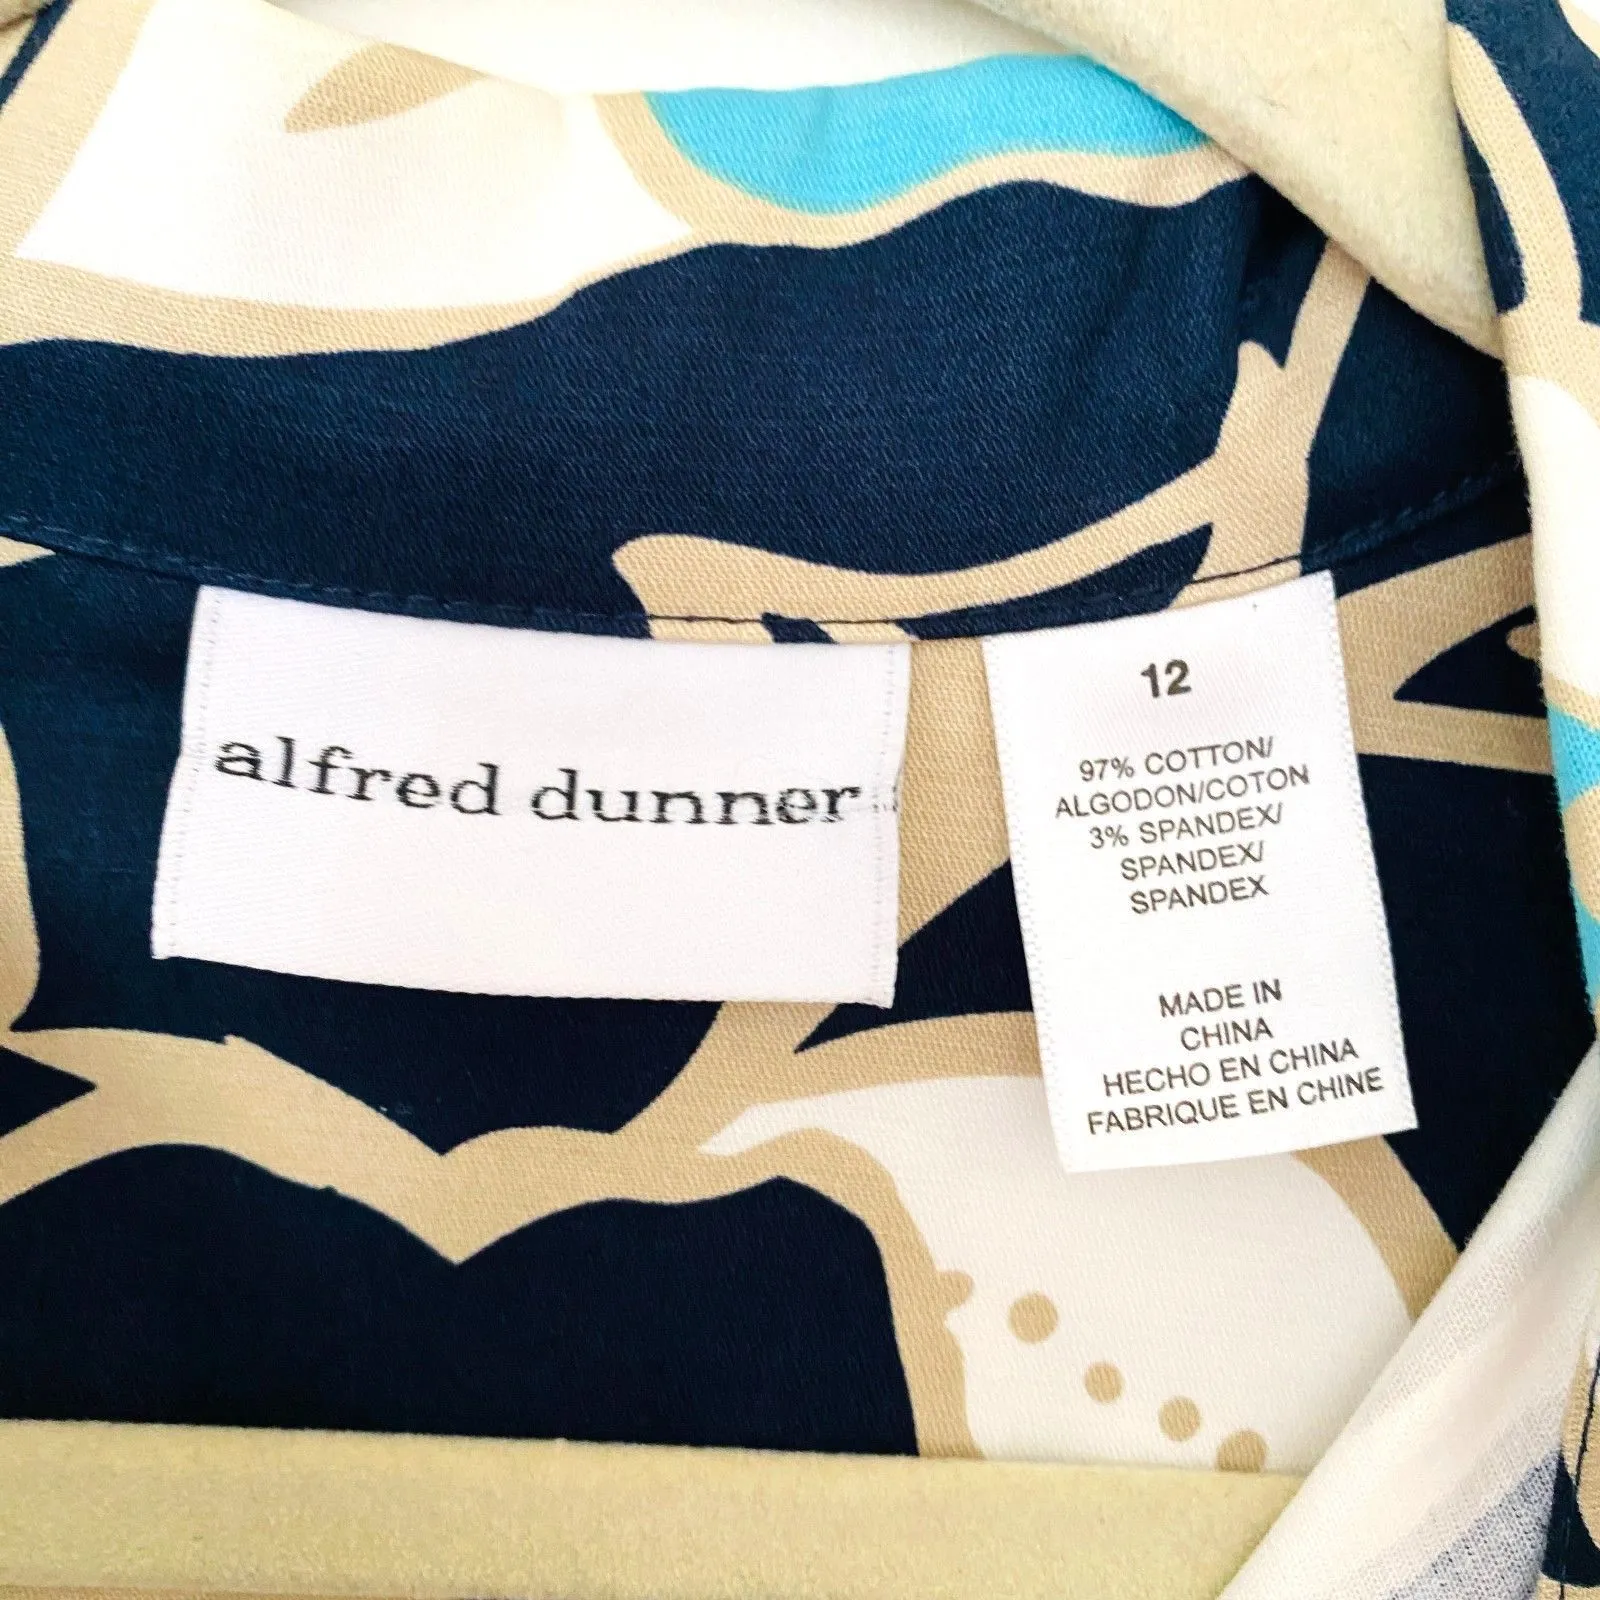 alfred dunner
12
97% COTTON/
ALGODON/COTON
3% SPANDEX/
SPANDEX/
SPANDEX
MADE IN
CHINA
HECHO EN CHINA
FABRIQUE EN CHINE